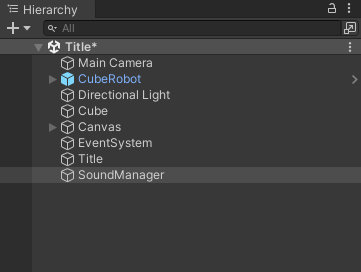 Hierarchy
All
Title*
Main Camera
CubeRobot
Directional Light
Cube
Canvas
EventSystem
Title
SoundManager